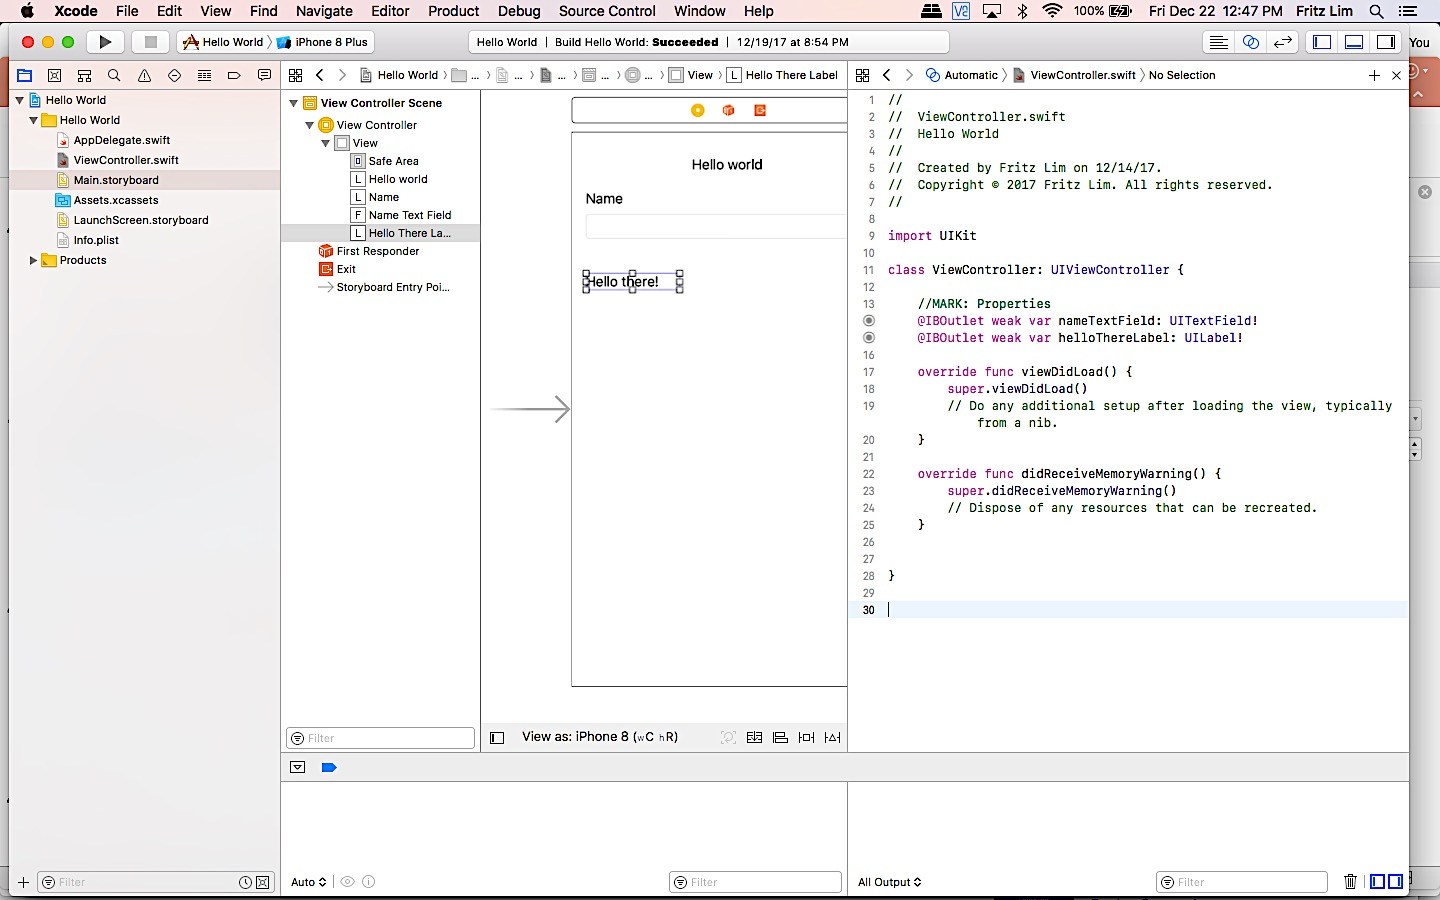 Xcode File Edit View Find Navigate Editor Product Debug Source Control Window Help 100% Fri Dec 22 12:47 PM Fritz Lim
Hello World iPhone 8 Plus Hello World | Build Hello World: Succeeded | 12/19/17 at 8:54 PM You
Hello World ... ... ... ... ... View L Hello There Label
Automatic ViewController.swift No Selection
Hello World
Hello World
AppDelegate.swift
ViewController.swift
Main.storyboard
Assets.xcassets
LaunchScreen.storyboard
Info.plist
Products
Filter
View Controller Scene
View Controller
View
Safe Area
L Hello world
L Name
F Name Text Field
L Hello There La...
First Responder
Exit
Storyboard Entry Poi...
Filter
Hello world
Name
Hello there!
View as: iPhone 8 (wC hR)
1 //
2 // ViewController.swift
3 // Hello World
4 //
5 // Created by Fritz Lim on 12/14/17.
6 // Copyright © 2017 Fritz Lim. All rights reserved.
7 //
8
9 import UIKit
10
11 class ViewController: UIViewController {
12
13 //MARK: Properties
@IBOutlet weak var nameTextField: UITextField!
@IBOutlet weak var helloThereLabel: UILabel!
16
17 override func viewDidLoad() {
18 super.viewDidLoad()
19 // Do any additional setup after loading the view, typically
from a nib.
20 }
21
22 override func didReceiveMemoryWarning() {
23 super.didReceiveMemoryWarning()
24 // Dispose of any resources that can be recreated.
25 }
26
27
28 }
29
30
Auto
Filter
All Output
Filter